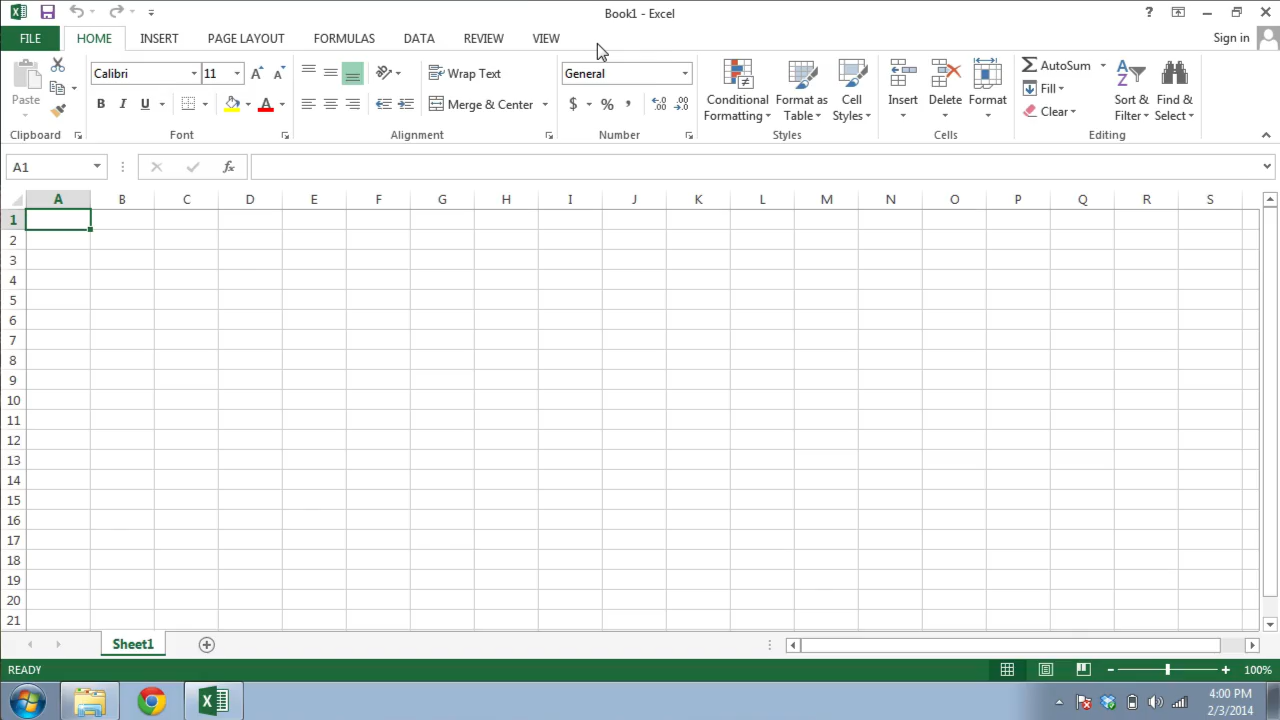 Book1 - Excel
FILE HOME INSERT PAGE LAYOUT FORMULAS DATA REVIEW VIEW Sign in
Paste
Calibri 11
B I U A
Wrap Text
Merge & Center
General
$ % ,
Conditional Formatting
Format as Table
Cell Styles
Insert
Delete
Format
AutoSum
Fill
Clear
Sort & Filter
Find & Select
Clipboard Font Alignment Number Styles Cells Editing
A1 fx
A B C D E F G H I J K L M N O P Q R S
1
2
3
4
5
6
7
8
9
10
11
12
13
14
15
16
17
18
19
20
21
Sheet1
READY 100%
4:00 PM
2/3/2014